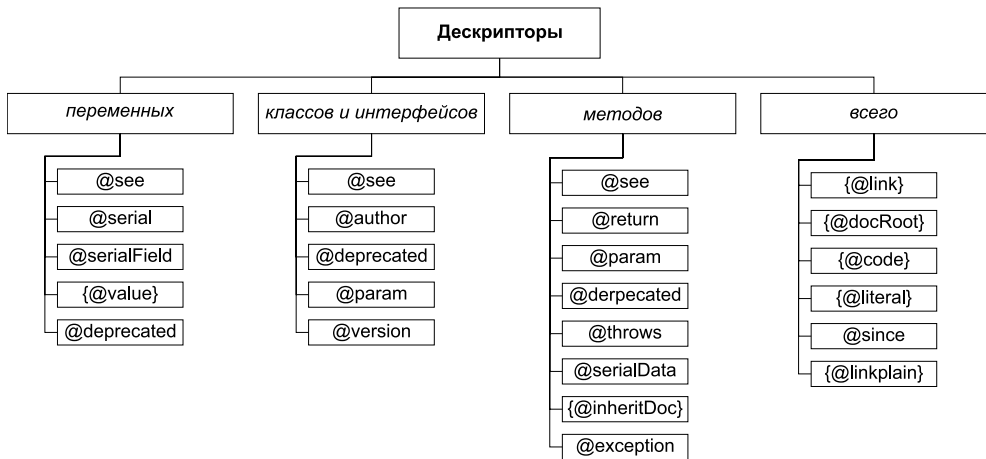 Дескрипторы
переменных
@see
@serial
@serialField
{@value}
@deprecated
классов и интерфейсов
@see
@author
@deprecated
@param
@version
методов
@see
@return
@param
@derpecated
@throws
@serialData
{@inheritDoc}
@exception
всего
{@link}
{@docRoot}
{@code}
{@literal}
@since
{@linkplain}